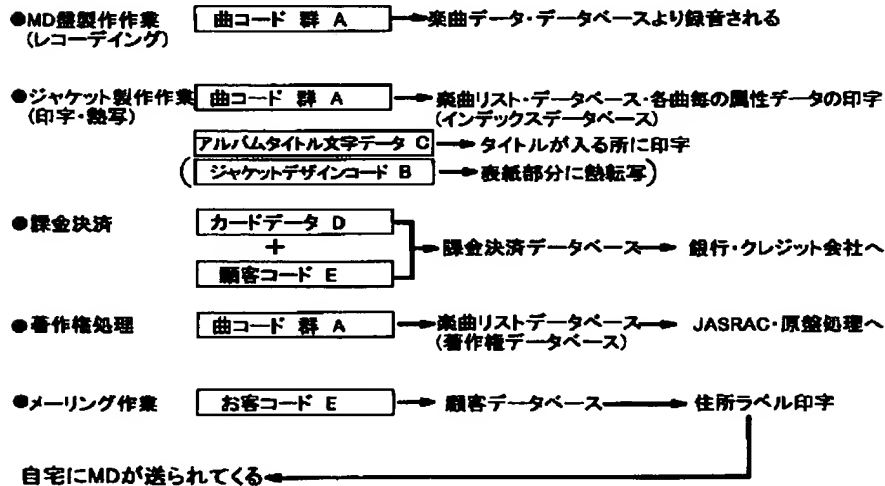 ●MD盤製作作業 曲コード 群 A 楽曲データ・データベースより録音される
(レコーデイング)
●ジャケット製作作業 曲コード 群 A 楽曲リスト・データベース・各曲毎の属性データの印字
(印字・熱写) (インデックスデータベース)
アルバムタイトル文字データ C タイトルが入る所に印字
(ジャケットデザインコード B 表紙部分に熱転写)
●課金決済 カードデータ D
+ 課金決済データベース 銀行・クレジット会社へ
顧客コード E
●著作権処理 曲コード 群 A 楽曲リストデータベース JASRAC・原盤処理へ
(著作権データベース)
●メーリング作業 お客コード E 顧客データベース 住所ラベル印字
自宅にMDが送られてくる